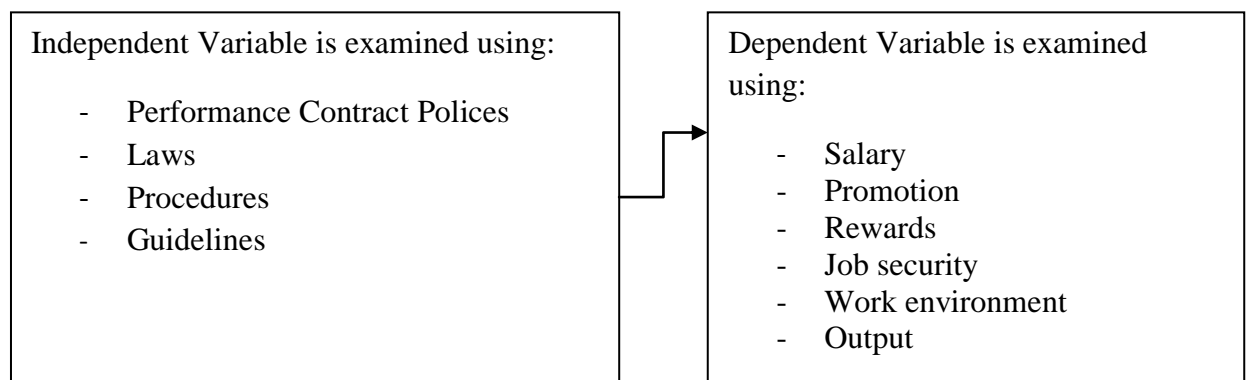 Independent Variable is examined using:
- Performance Contract Polices
- Laws
- Procedures
- Guidelines
Dependent Variable is examined
using:
- Salary
- Promotion
- Rewards
- Job security
- Work environment
- Output